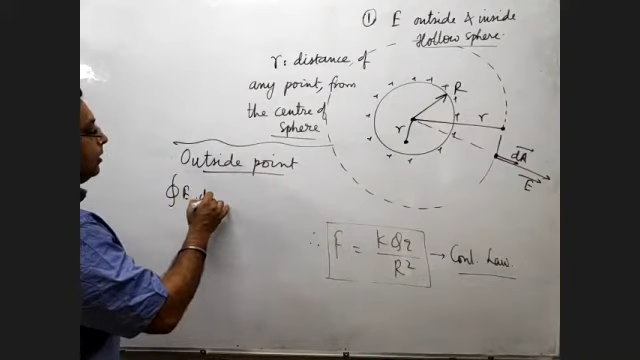 ① E outside & inside
Hollow sphere.
r : distance, of
any point, from
the centre of
sphere
R
r
r
dA
E
Outside point
∮ E
∴ F = KQq / R² → Coul. Law.